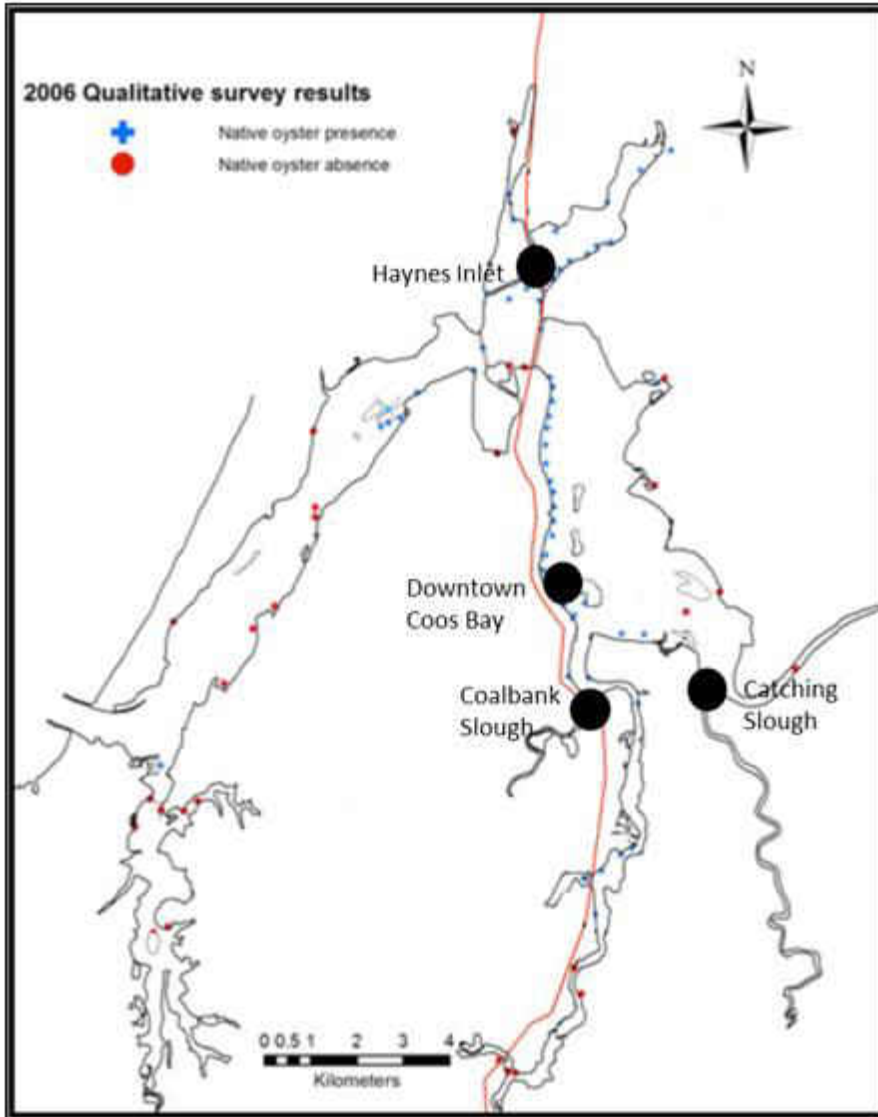 2006 Qualitative survey results
N
Native oyster presence
Native oyster absence
Haynes Inlet
Downtown
Coos Bay
Coalbank
Slough
Catching
Slough
0 0.5 1 2 3 4
Kilometers